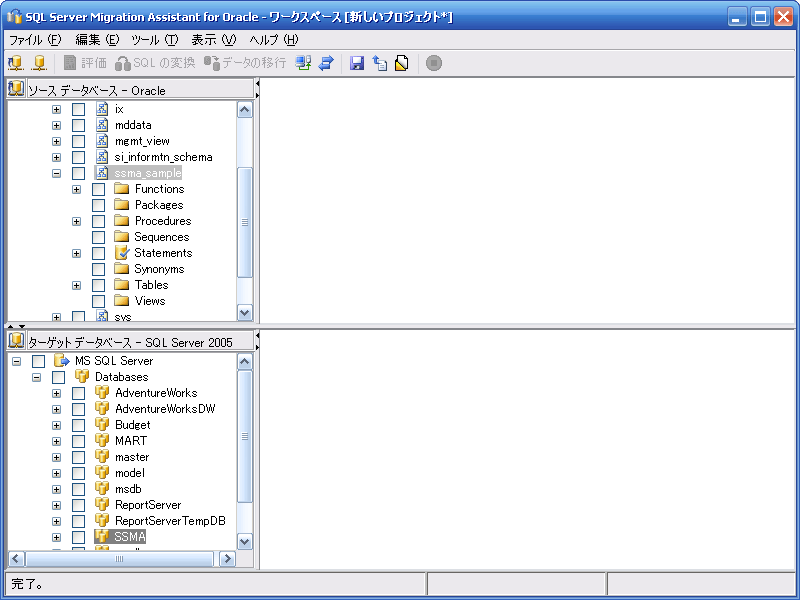 SQL Server Migration Assistant for Oracle - ワークスペース [新しいプロジェクト*]
ファイル (F) 編集 (E) ツール (T) 表示 (V) ヘルプ (H)
評価 SQL の変換 データの移行
ソース データベース - Oracle
ix
mddata
mgmt_view
si_informtn_schema
ssma_sample
Functions
Packages
Procedures
Sequences
Statements
Synonyms
Tables
Views
sys
ターゲット データベース - SQL Server 2005
MS SQL Server
Databases
AdventureWorks
AdventureWorksDW
Budget
MART
master
model
msdb
ReportServer
ReportServerTempDB
SSMA
完了。